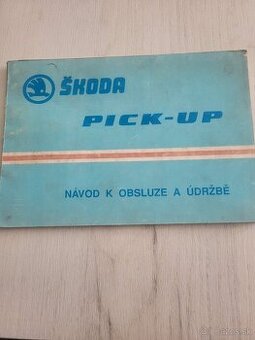 ŠKODA
PICK-UP
NÁVOD K OBSLUZE A ÚDRŽBĚ